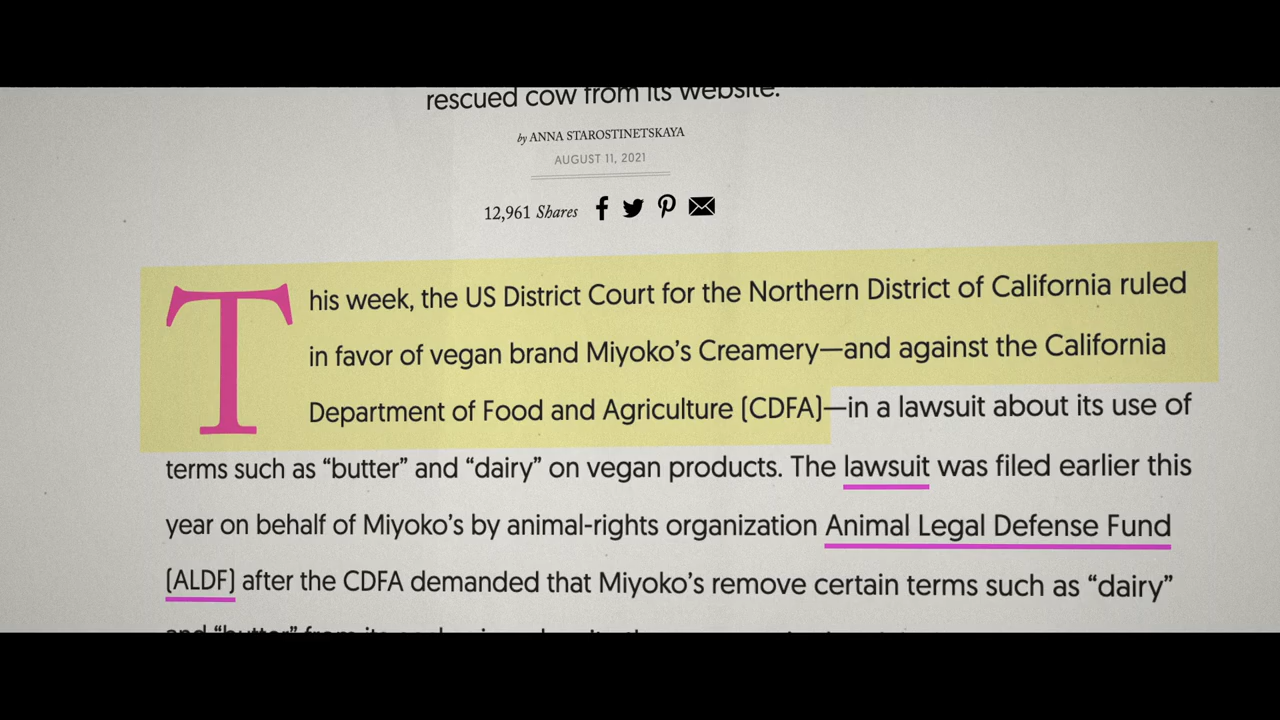 rescued cow from its website.
by ANNA STAROSTINETSKAYA
AUGUST 11, 2021
12,961 Shares
This week, the US District Court for the Northern District of California ruled
in favor of vegan brand Miyoko’s Creamery—and against the California
Department of Food and Agriculture (CDFA)—in a lawsuit about its use of
terms such as “butter” and “dairy” on vegan products. The lawsuit was filed earlier this
year on behalf of Miyoko’s by animal-rights organization Animal Legal Defense Fund
(ALDF) after the CDFA demanded that Miyoko’s remove certain terms such as “dairy”
and “butter” from its